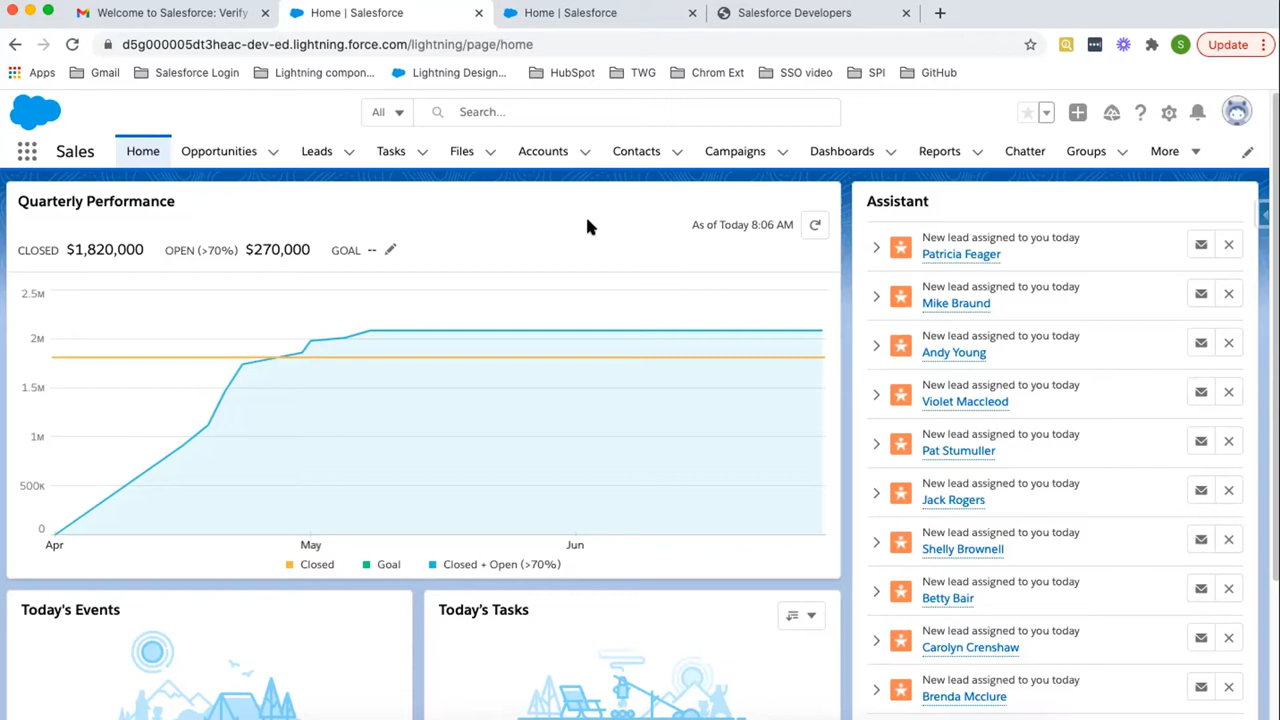 Welcome to Salesforce: Verify
Home | Salesforce
Home | Salesforce
Salesforce Developers
d5g000005dt3heac-dev-ed.lightning.force.com/lightning/page/home
S
Update
Apps
Gmail
Salesforce Login
Lightning compon...
Lightning Design...
HubSpot
TWG
Chrom Ext
SSO video
SPI
GitHub
All
Search...
Sales
Home
Opportunities
Leads
Tasks
Files
Accounts
Contacts
Campaigns
Dashboards
Reports
Chatter
Groups
More
Quarterly Performance
As of Today 8:06 AM
CLOSED $1,820,000 OPEN (>70%) $270,000 GOAL --
2.5M
2M
1.5M
1M
500K
0
Apr
May
Jun
Closed
Goal
Closed + Open (>70%)
Today's Events
Today's Tasks
Assistant
New lead assigned to you today
Patricia Feager
New lead assigned to you today
Mike Braund
New lead assigned to you today
Andy Young
New lead assigned to you today
Violet Maccleod
New lead assigned to you today
Pat Stumuller
New lead assigned to you today
Jack Rogers
New lead assigned to you today
Shelly Brownell
New lead assigned to you today
Betty Bair
New lead assigned to you today
Carolyn Crenshaw
New lead assigned to you today
Brenda Mcclure